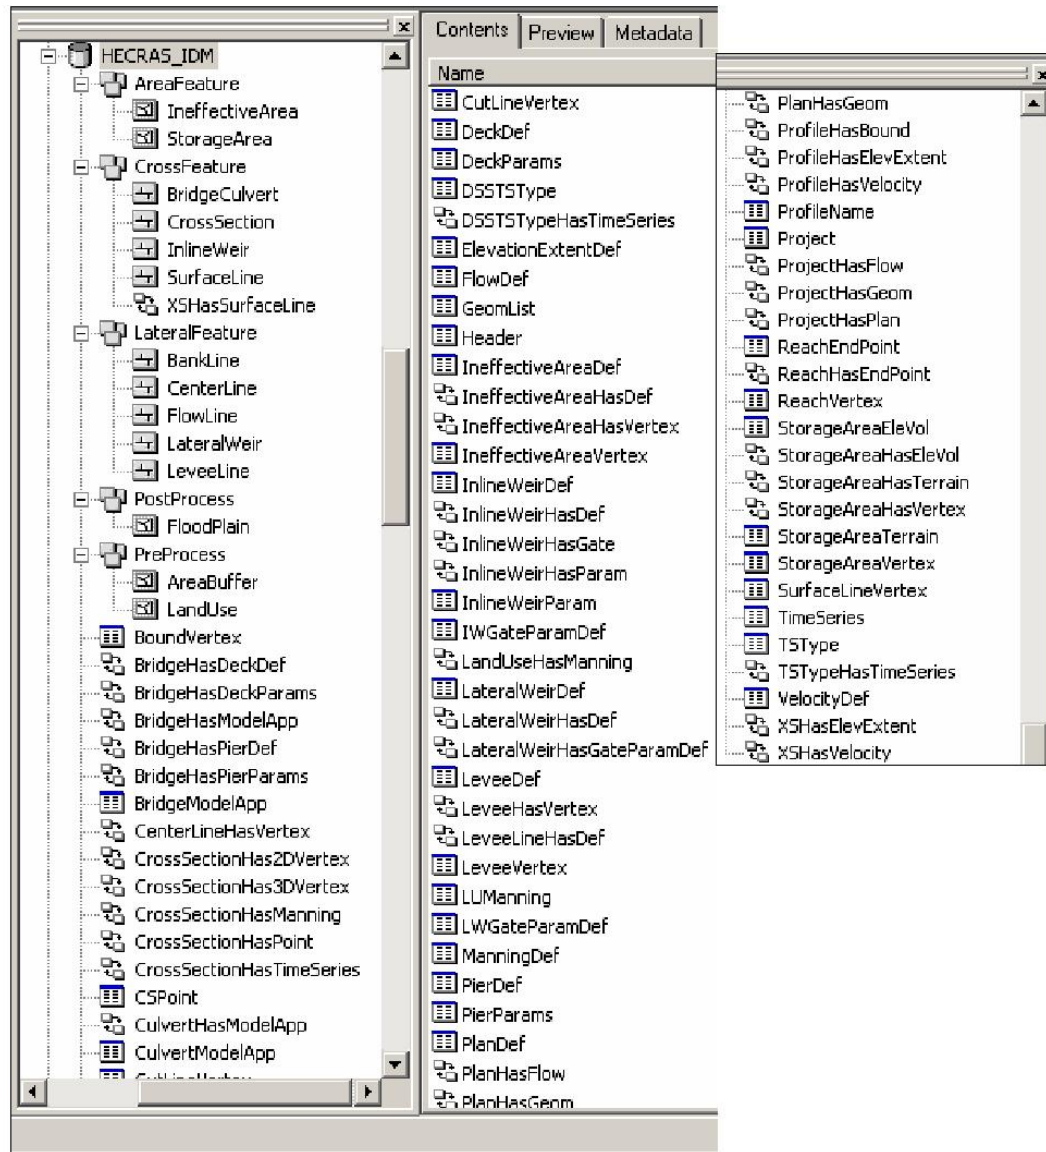 HECRAS_IDM
AreaFeature
IneffectiveArea
StorageArea
CrossFeature
BridgeCulvert
CrossSection
InlineWeir
SurfaceLine
XSHasSurfaceLine
LateralFeature
BankLine
CenterLine
FlowLine
LateralWeir
LeveeLine
PostProcess
FloodPlain
PreProcess
AreaBuffer
LandUse
BoundVertex
BridgeHasDeckDef
BridgeHasDeckParams
BridgeHasModelApp
BridgeHasPierDef
BridgeHasPierParams
BridgeModelApp
CenterLineHasVertex
CrossSectionHas2DVertex
CrossSectionHas3DVertex
CrossSectionHasManning
CrossSectionHasPoint
CrossSectionHasTimeSeries
CSPoint
CulvertHasModelApp
CulvertModelApp
CutLineVertex
Contents Preview Metadata
Name
CutLineVertex
DeckDef
DeckParams
DSSTSType
DSSTSTypeHasTimeSeries
ElevationExtentDef
FlowDef
GeomList
Header
IneffectiveAreaDef
IneffectiveAreaHasDef
IneffectiveAreaHasVertex
IneffectiveAreaVertex
InlineWeirDef
InlineWeirHasDef
InlineWeirHasGate
InlineWeirHasParam
InlineWeirParam
IWGateParamDef
LandUseHasManning
LateralWeirDef
LateralWeirHasDef
LateralWeirHasGateParamDef
LeveeDef
LeveeHasVertex
LeveeLineHasDef
LeveeVertex
LUManning
LWGateParamDef
ManningDef
PierDef
PierParams
PlanDef
PlanHasFlow
PlanHasGeom
PlanHasGeom
ProfileHasBound
ProfileHasElevExtent
ProfileHasVelocity
ProfileName
Project
ProjectHasFlow
ProjectHasGeom
ProjectHasPlan
ReachEndPoint
ReachHasEndPoint
ReachVertex
StorageAreaEleVol
StorageAreaHasEleVol
StorageAreaHasTerrain
StorageAreaHasVertex
StorageAreaTerrain
StorageAreaVertex
SurfaceLineVertex
TimeSeries
TSType
TSTypeHasTimeSeries
VelocityDef
XSHasElevExtent
XSHasVelocity